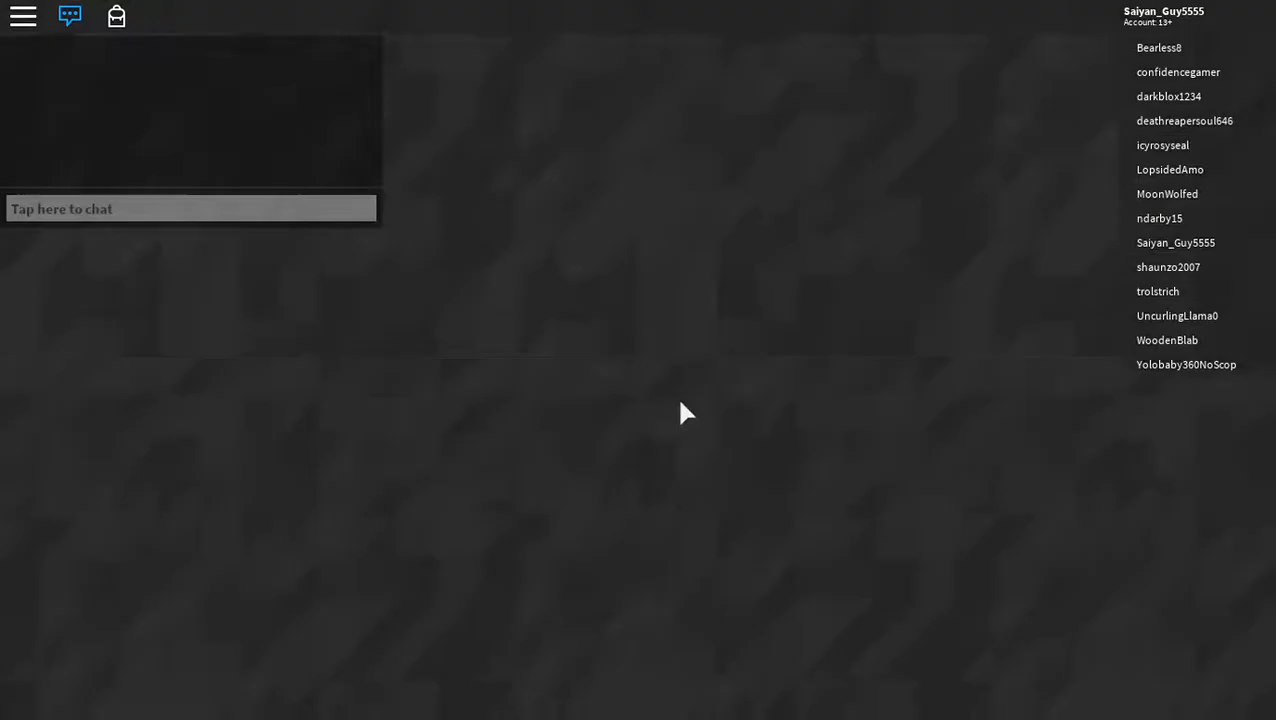 Saiyan_Guy5555
Account: 13+
Bearless8
confidencegamer
darkblox1234
deathreapersoul646
icyrosyseal
LopsidedAmo
MoonWolfed
ndarby15
Saiyan_Guy5555
shaunzo2007
trolstrich
UncurlingLlama0
WoodenBlab
Yolobaby360NoScop
Tap here to chat